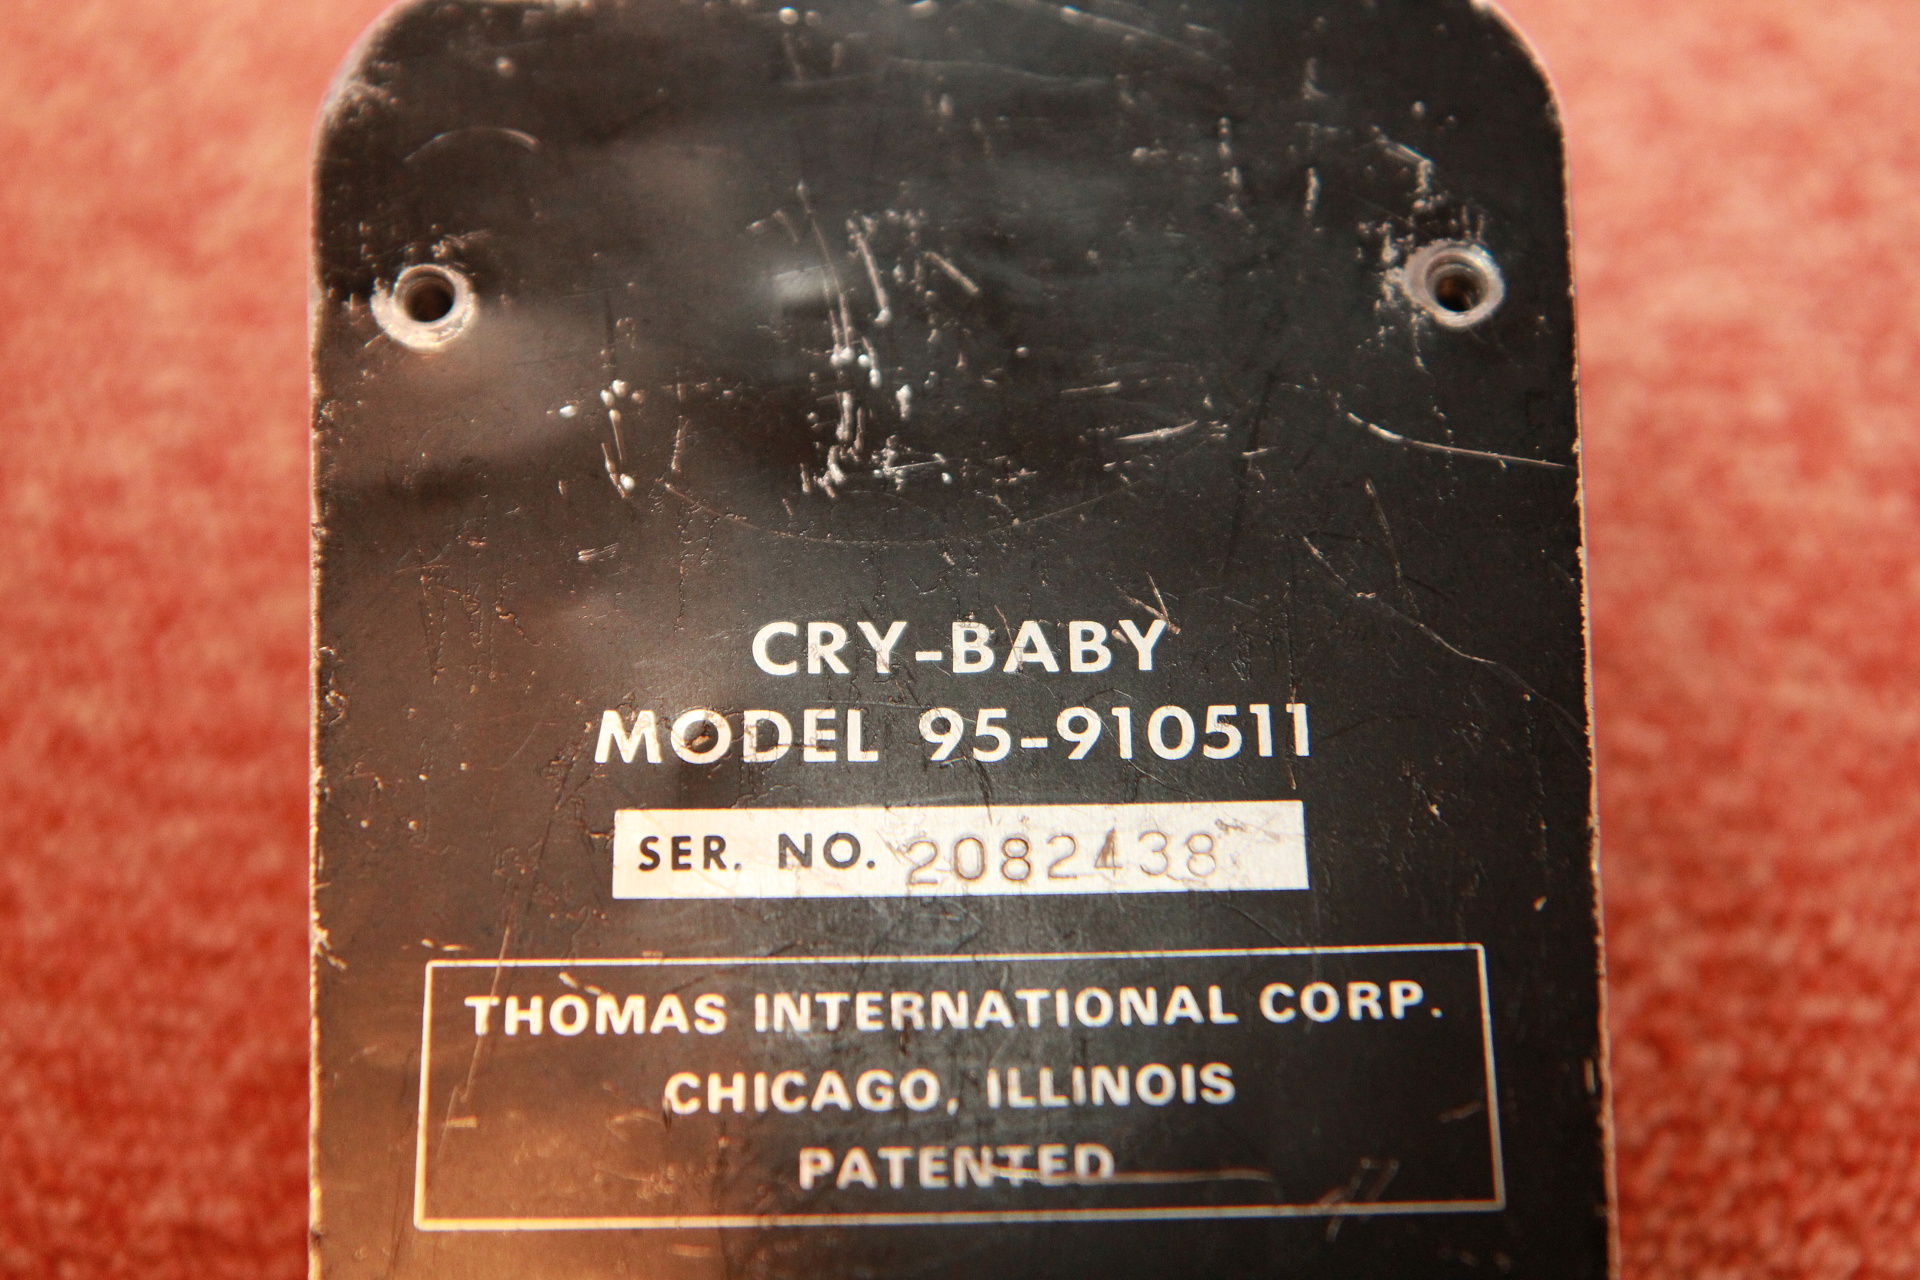 CRY-BABY
MODEL 95-910511
SER. NO. 2082438
THOMAS INTERNATIONAL CORP.
CHICAGO, ILLINOIS
PATENTED